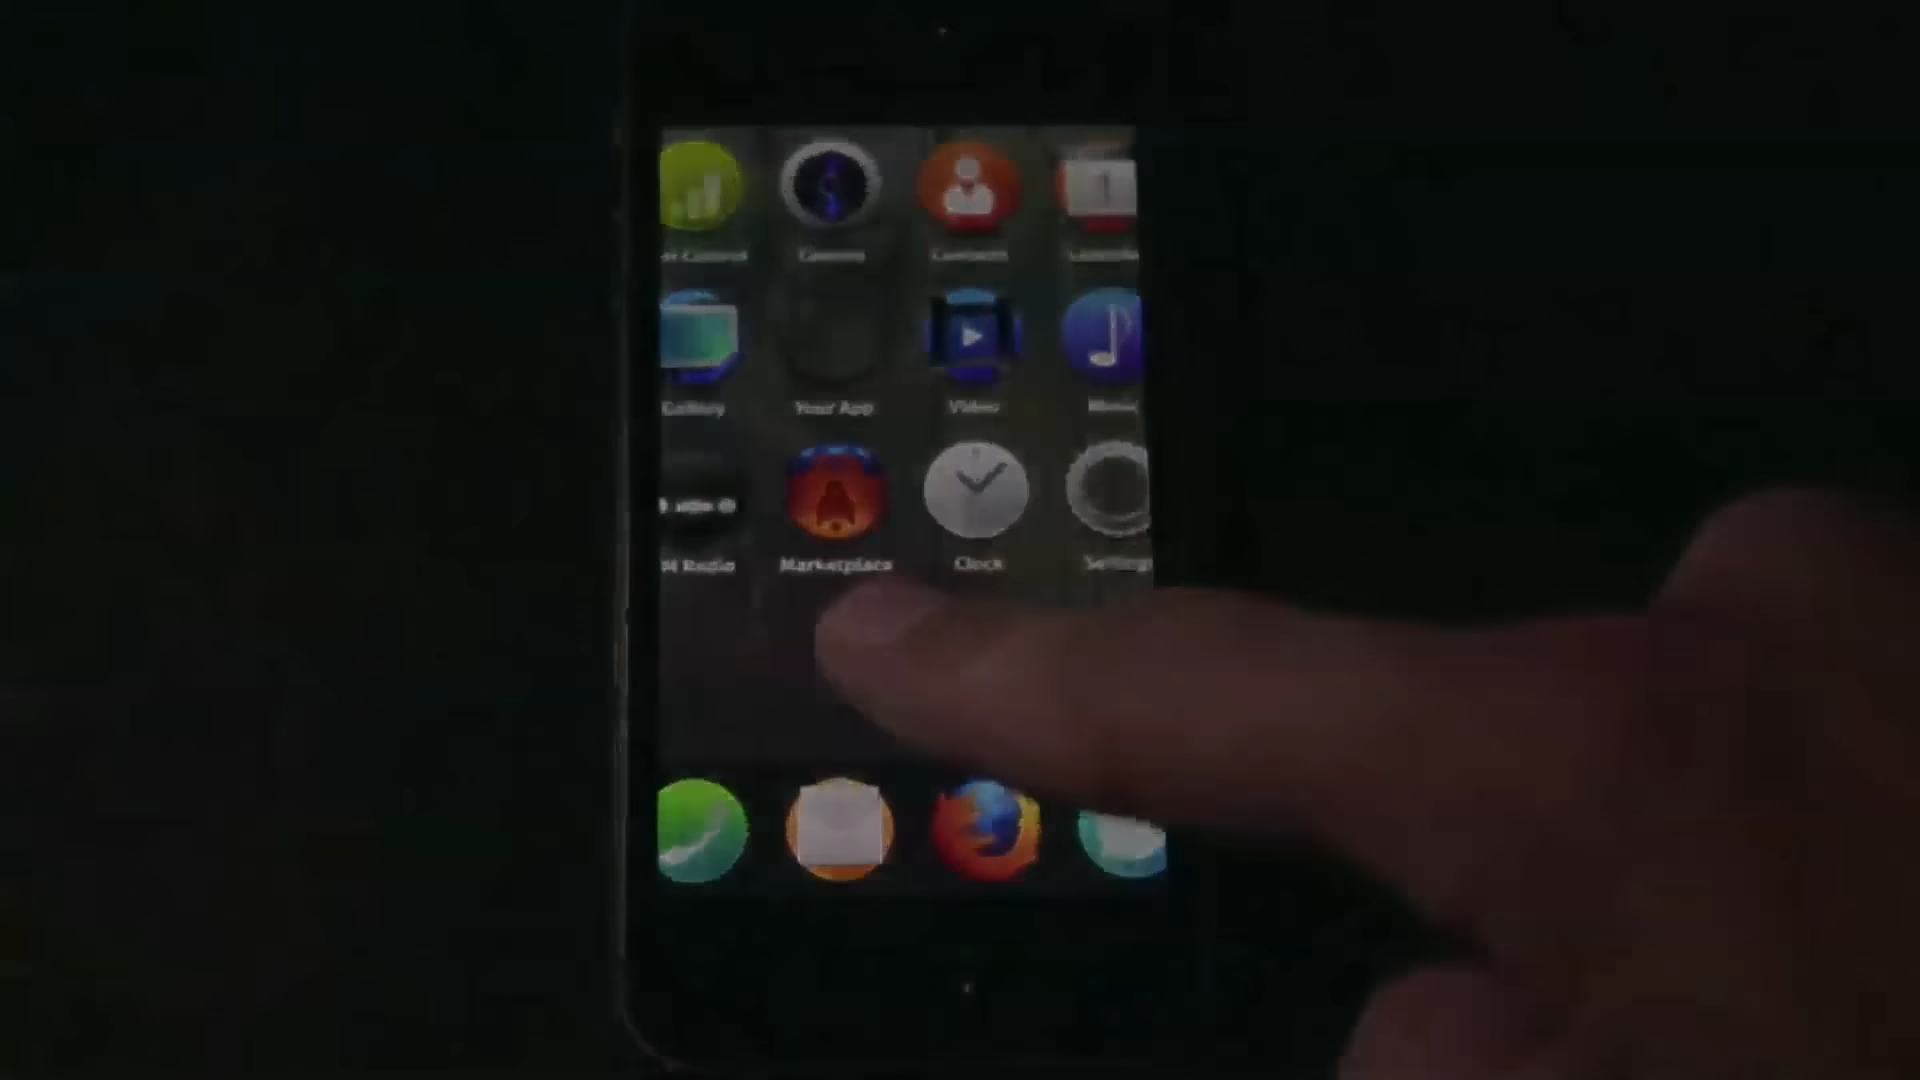 Camera
Contacts
Gallery
Your App
Video
Music
M Radio
Marketplace
Clock
Settings